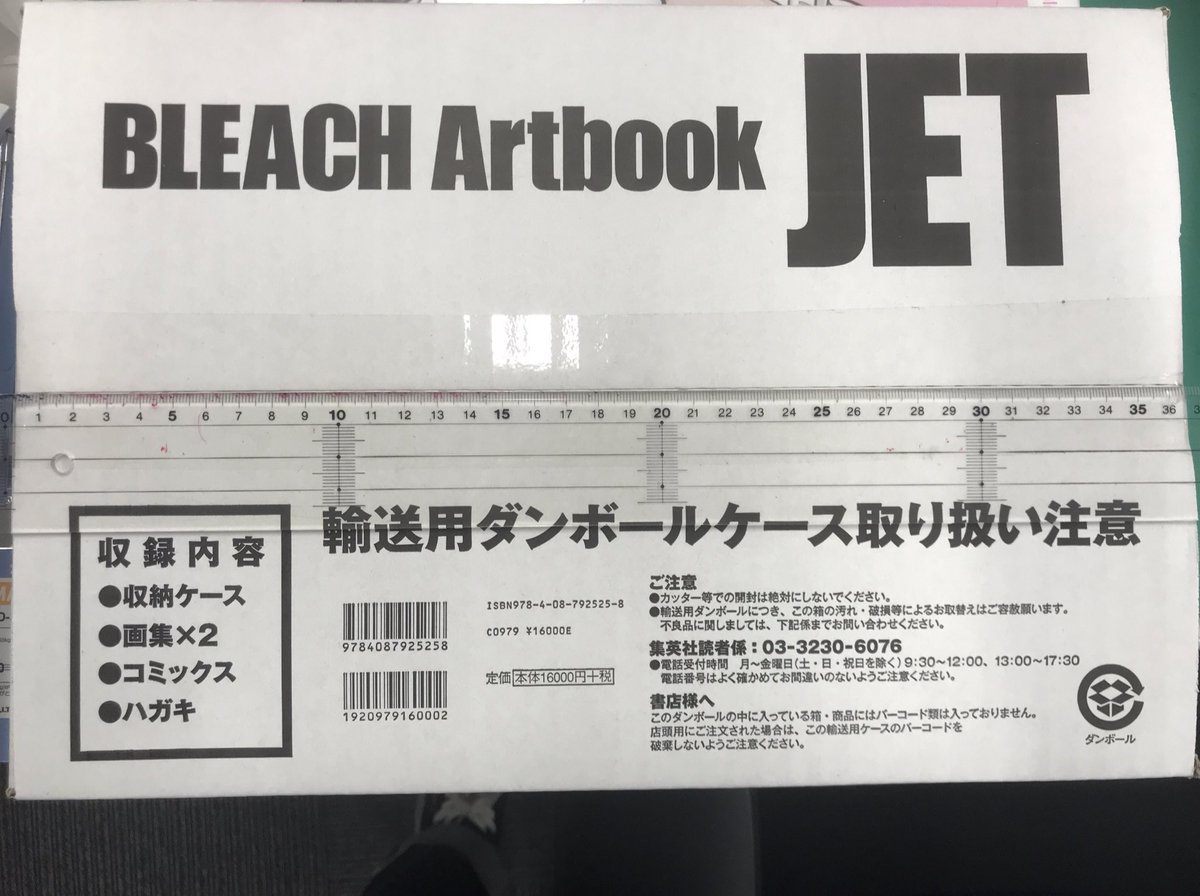 BLEACH Artbook JET
0 1 2 3 4 5 6 7 8 9 10 11 12 13 14 15 16 17 18 19 20 21 22 23 24 25 26 27 28 29 30 31 32 33 34 35 36
輸送用ダンボールケース取り扱い注意
収録内容
●収納ケース
●画集×2
●コミックス
●ハガキ
9784087925258
1920979160002
ISBN978-4-08-792525-8
C0979 ¥16000E
定価 本体16000円+税
ご注意
●カッター等での開封は絶対にしないでください。
●輸送用ダンボールにつき、この箱の汚れ・破損等によるお取替えはご容赦願います。
不良品に関しましては、下記係までお問い合わせください。
集英社読者係:03-3230-6076
●電話受付時間 月〜金曜日(土・日・祝日を除く)9:30~12:00、13:00~17:30
電話番号はよく確かめてお間違いのないようご注意ください。
書店様へ
このダンボールの中に入っている箱・商品にはバーコード類は入っておりません。
店頭用にご注文された場合は、この輸送用ケースのバーコードを
破棄しないようご注意ください。
ダンボール